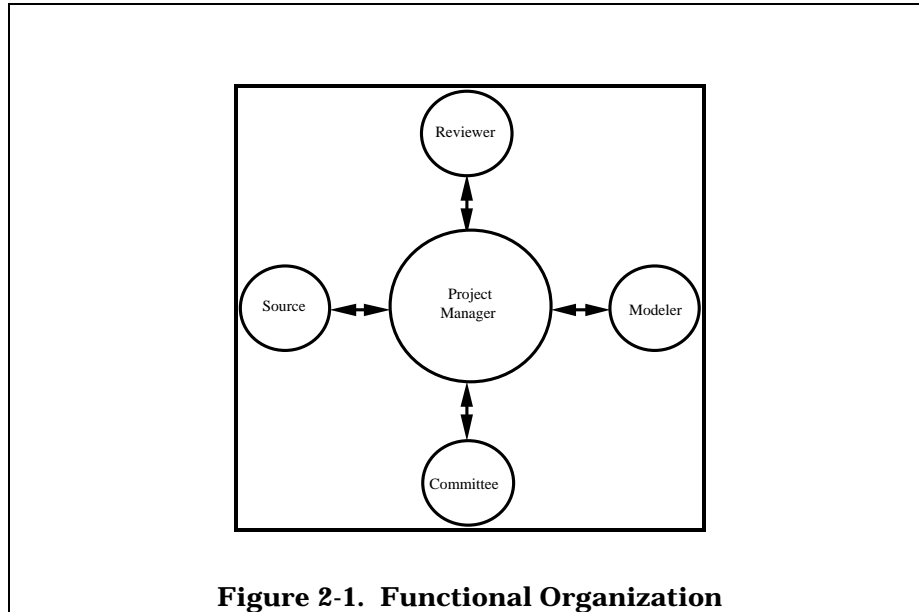 Reviewer
Source
Project
Manager
Modeler
Committee
Figure 2-1. Functional Organization